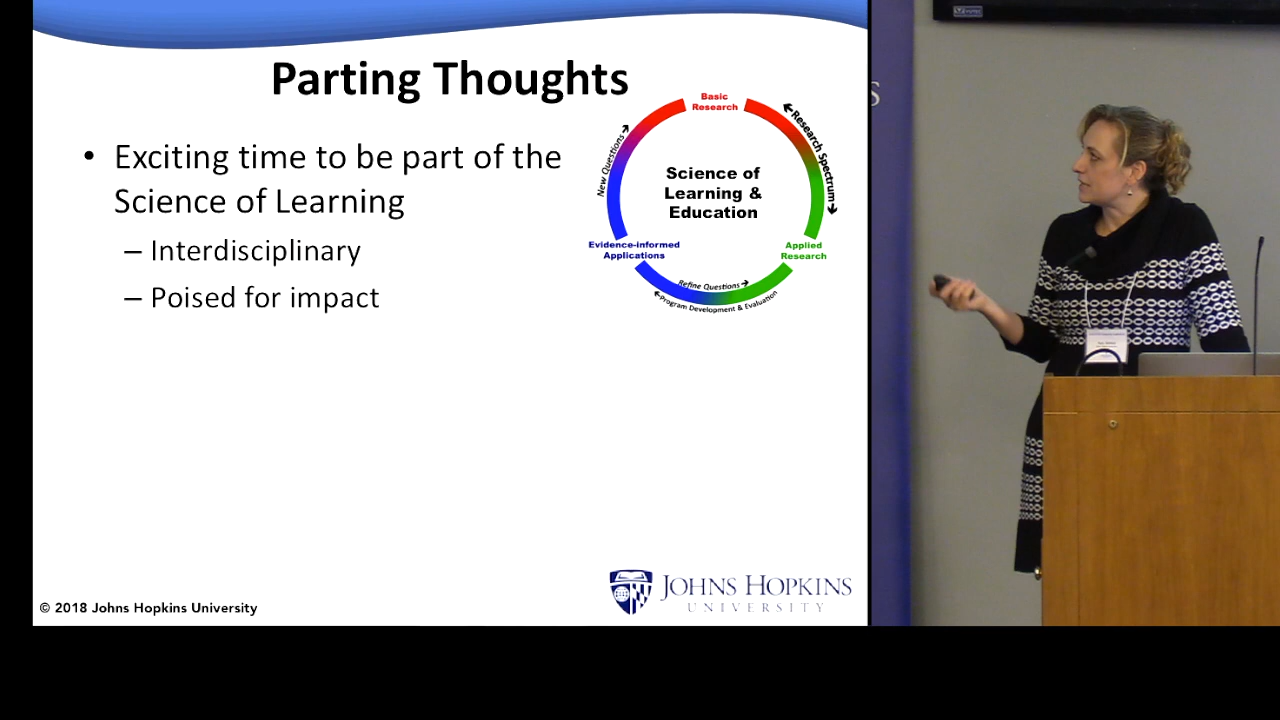 Parting Thoughts
• Exciting time to be part of the
Science of Learning
– Interdisciplinary
– Poised for impact
Basic
Research
← Research Spectrum →
New Questions →
Science of
Learning &
Education
Evidence-informed
Applications
Applied
Research
Refine Questions →
← Program Development & Evaluation
© 2018 Johns Hopkins University
JOHNS HOPKINS
UNIVERSITY
S